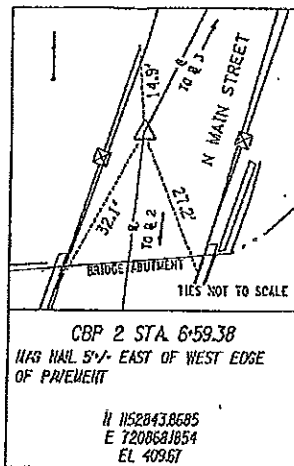 14.9'
TO B 3
N MAIN STREET
32.1'
27.2'
TO B 2
BRIDGE ABUTMENT
TIES NOT TO SCALE
CBP 2 STA. 6+59.38
MAG NAIL 5'+/- EAST OF WEST EDGE
OF PAVEMENT
N 1152843.8685
E 720868.1854
EL 409.67